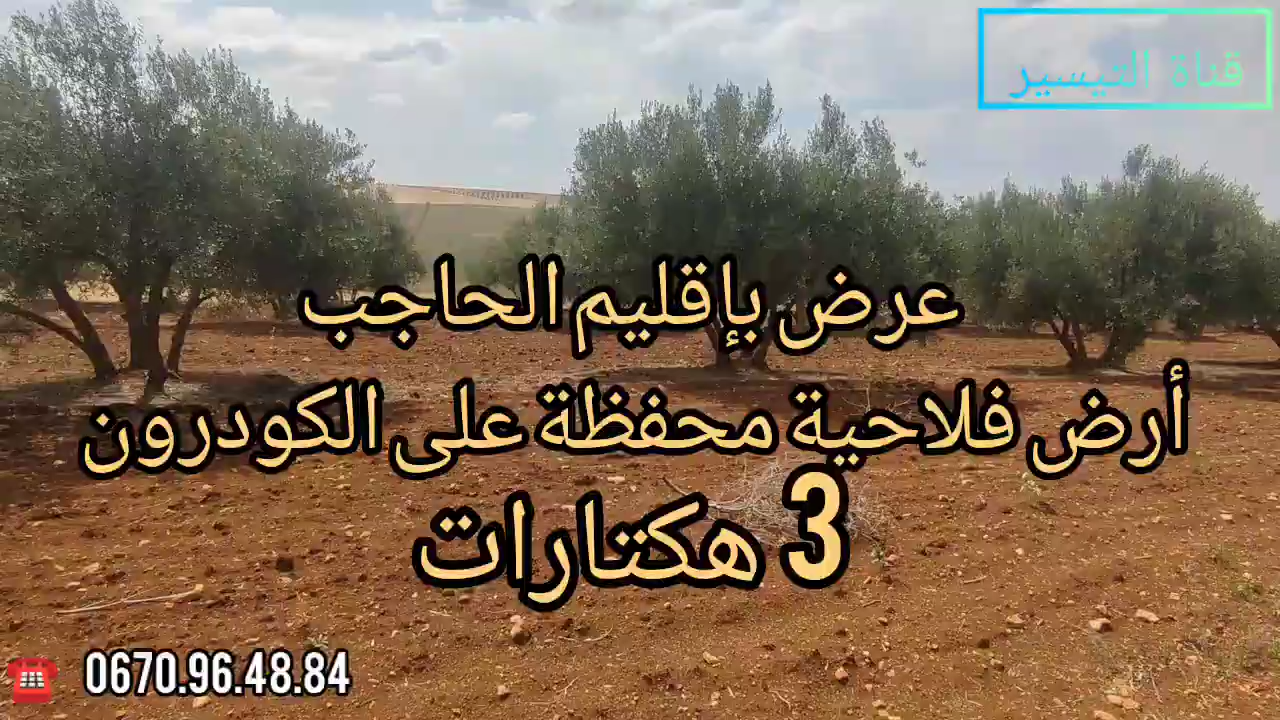 قناة التيسير
عرض بإقليم الحاجب
أرض فلاحية محفظة على الكودرون
3 هكتارات
☎ 0670.96.48.84